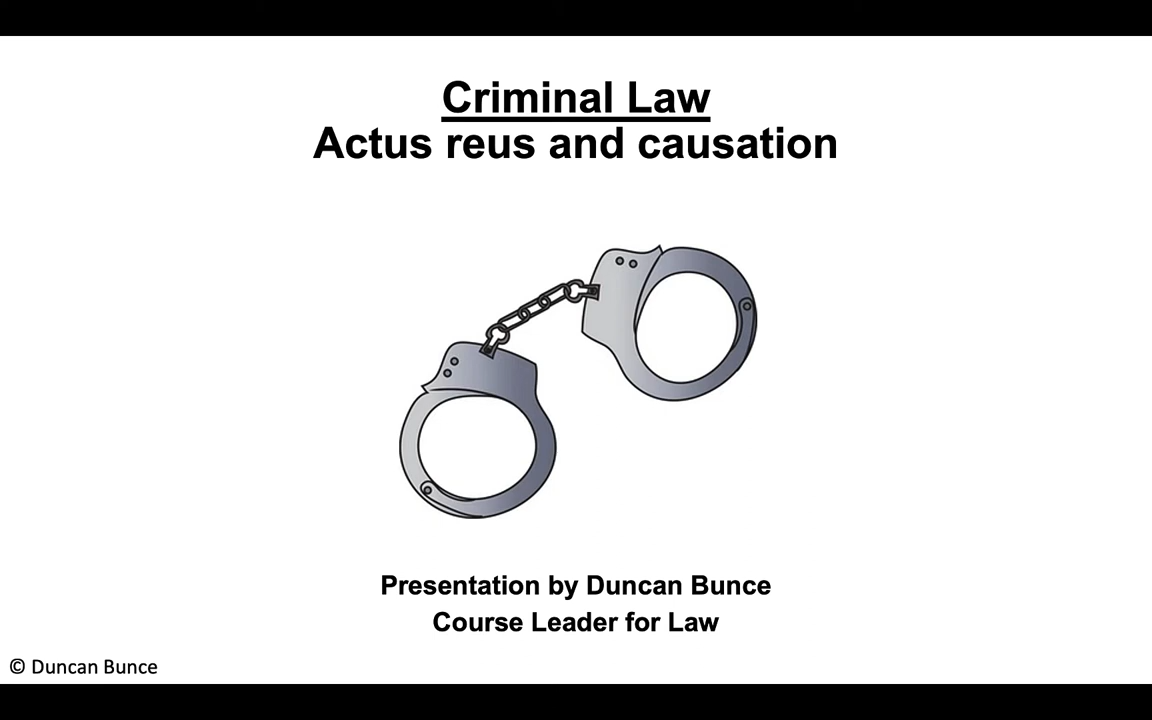 Criminal Law
Actus reus and causation
Presentation by Duncan Bunce
Course Leader for Law
© Duncan Bunce